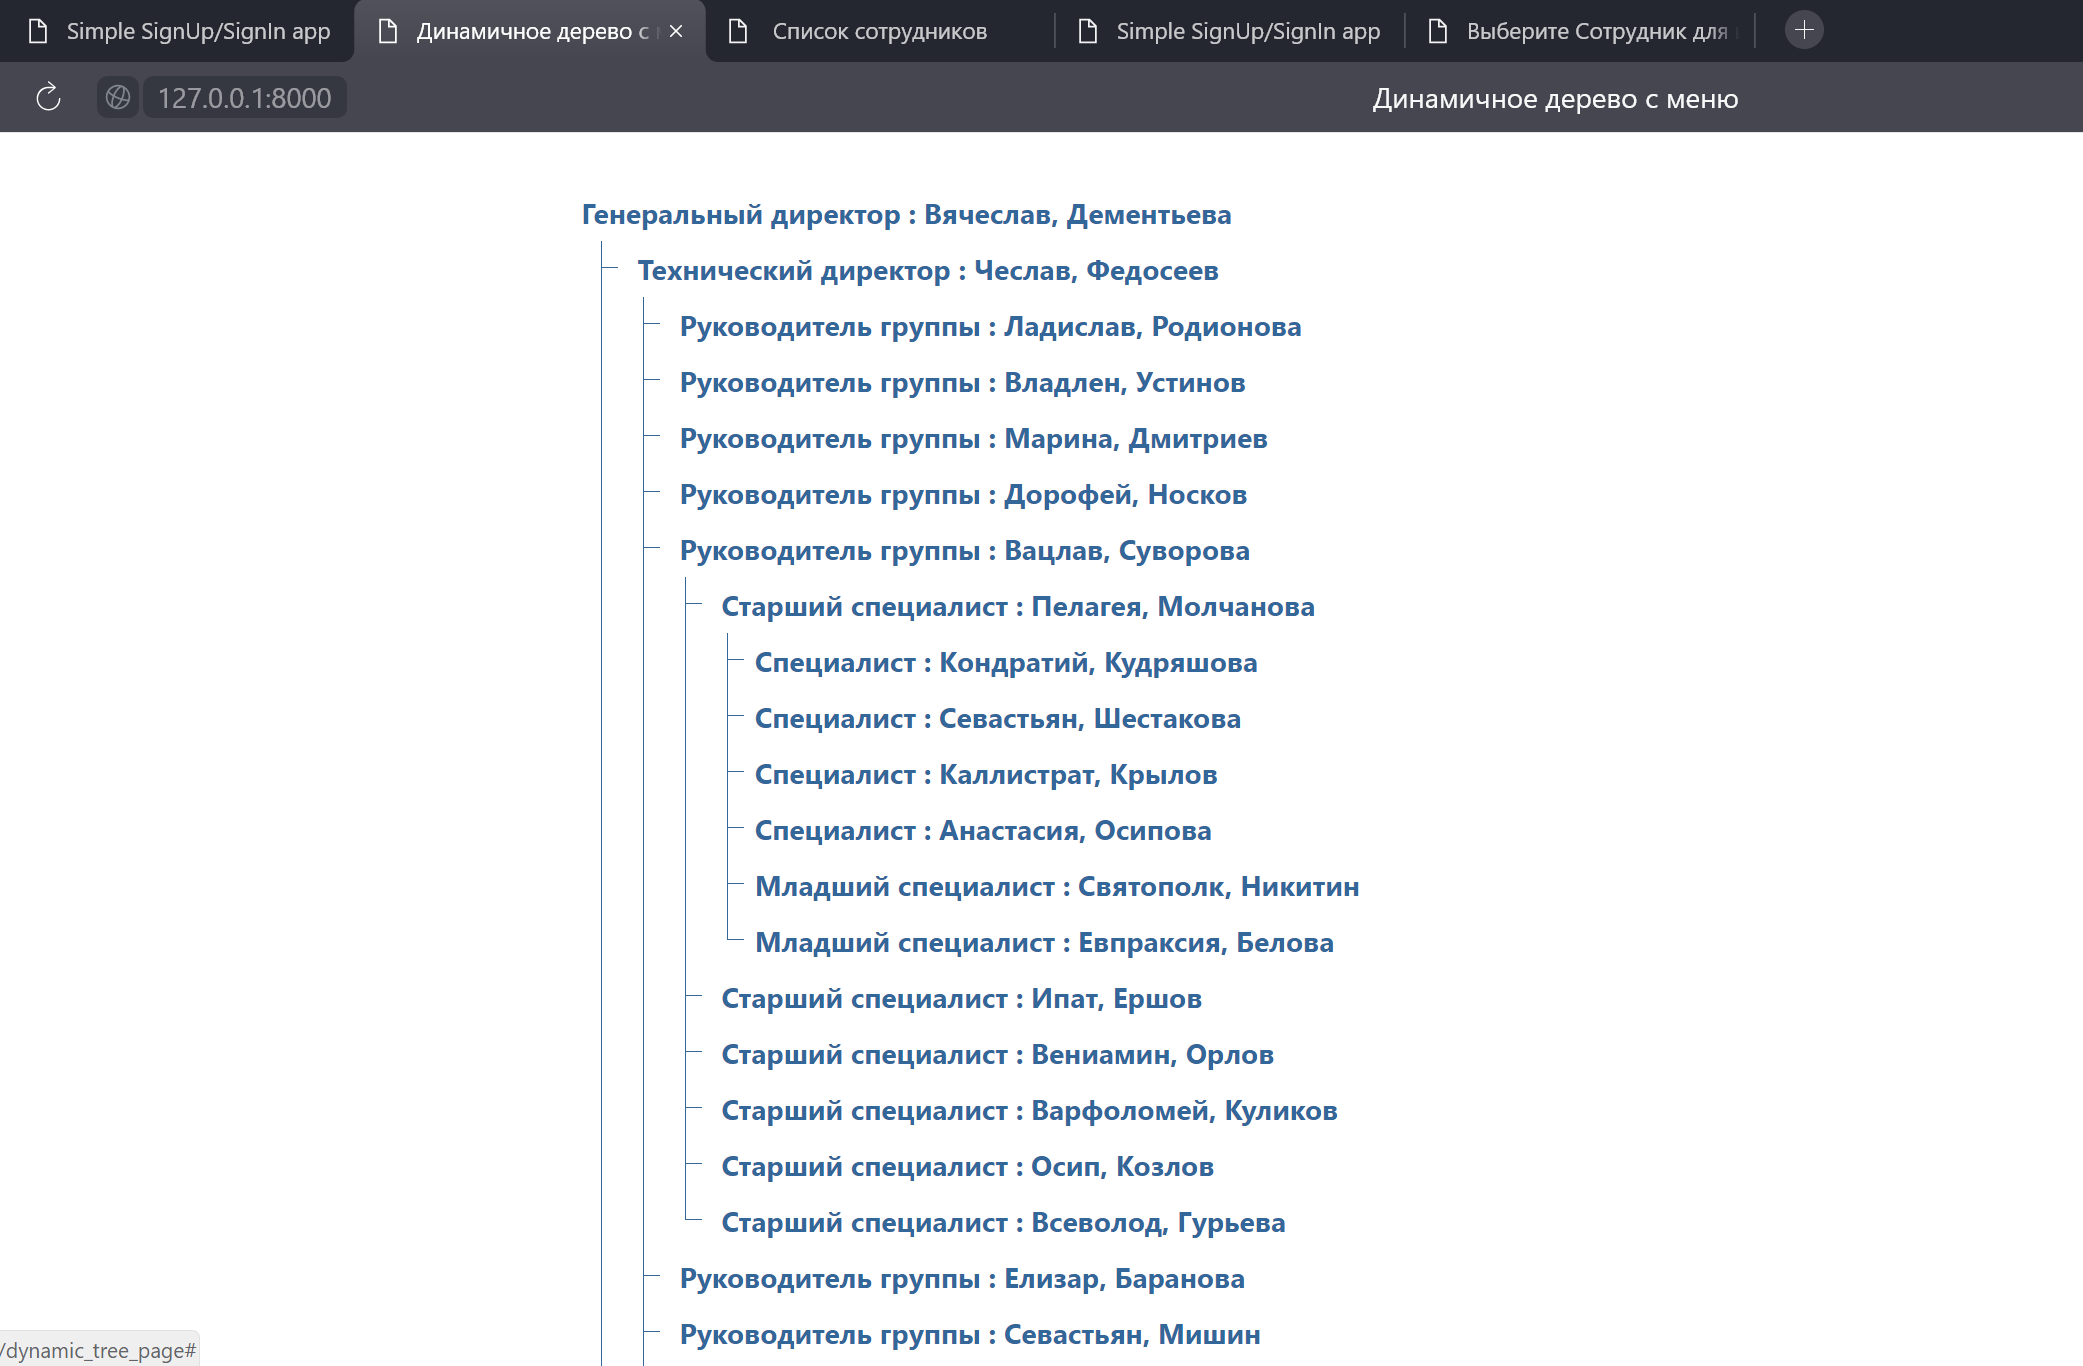 Simple SignUp/SignIn app
Динамичное дерево с
Список сотрудников
Simple SignUp/SignIn app
Выберите Сотрудник для
127.0.0.1:8000
Динамичное дерево с меню
Генеральный директор : Вячеслав, Дементьева
Технический директор : Чеслав, Федосеев
Руководитель группы : Ладислав, Родионова
Руководитель группы : Владлен, Устинов
Руководитель группы : Марина, Дмитриев
Руководитель группы : Дорофей, Носков
Руководитель группы : Вацлав, Суворова
Старший специалист : Пелагея, Молчанова
Специалист : Кондратий, Кудряшова
Специалист : Севастьян, Шестакова
Специалист : Каллистрат, Крылов
Специалист : Анастасия, Осипова
Младший специалист : Святополк, Никитин
Младший специалист : Евпраксия, Белова
Старший специалист : Ипат, Ершов
Старший специалист : Вениамин, Орлов
Старший специалист : Варфоломей, Куликов
Старший специалист : Осип, Козлов
Старший специалист : Всеволод, Гурьева
Руководитель группы : Елизар, Баранова
Руководитель группы : Севастьян, Мишин
/dynamic_tree_page#